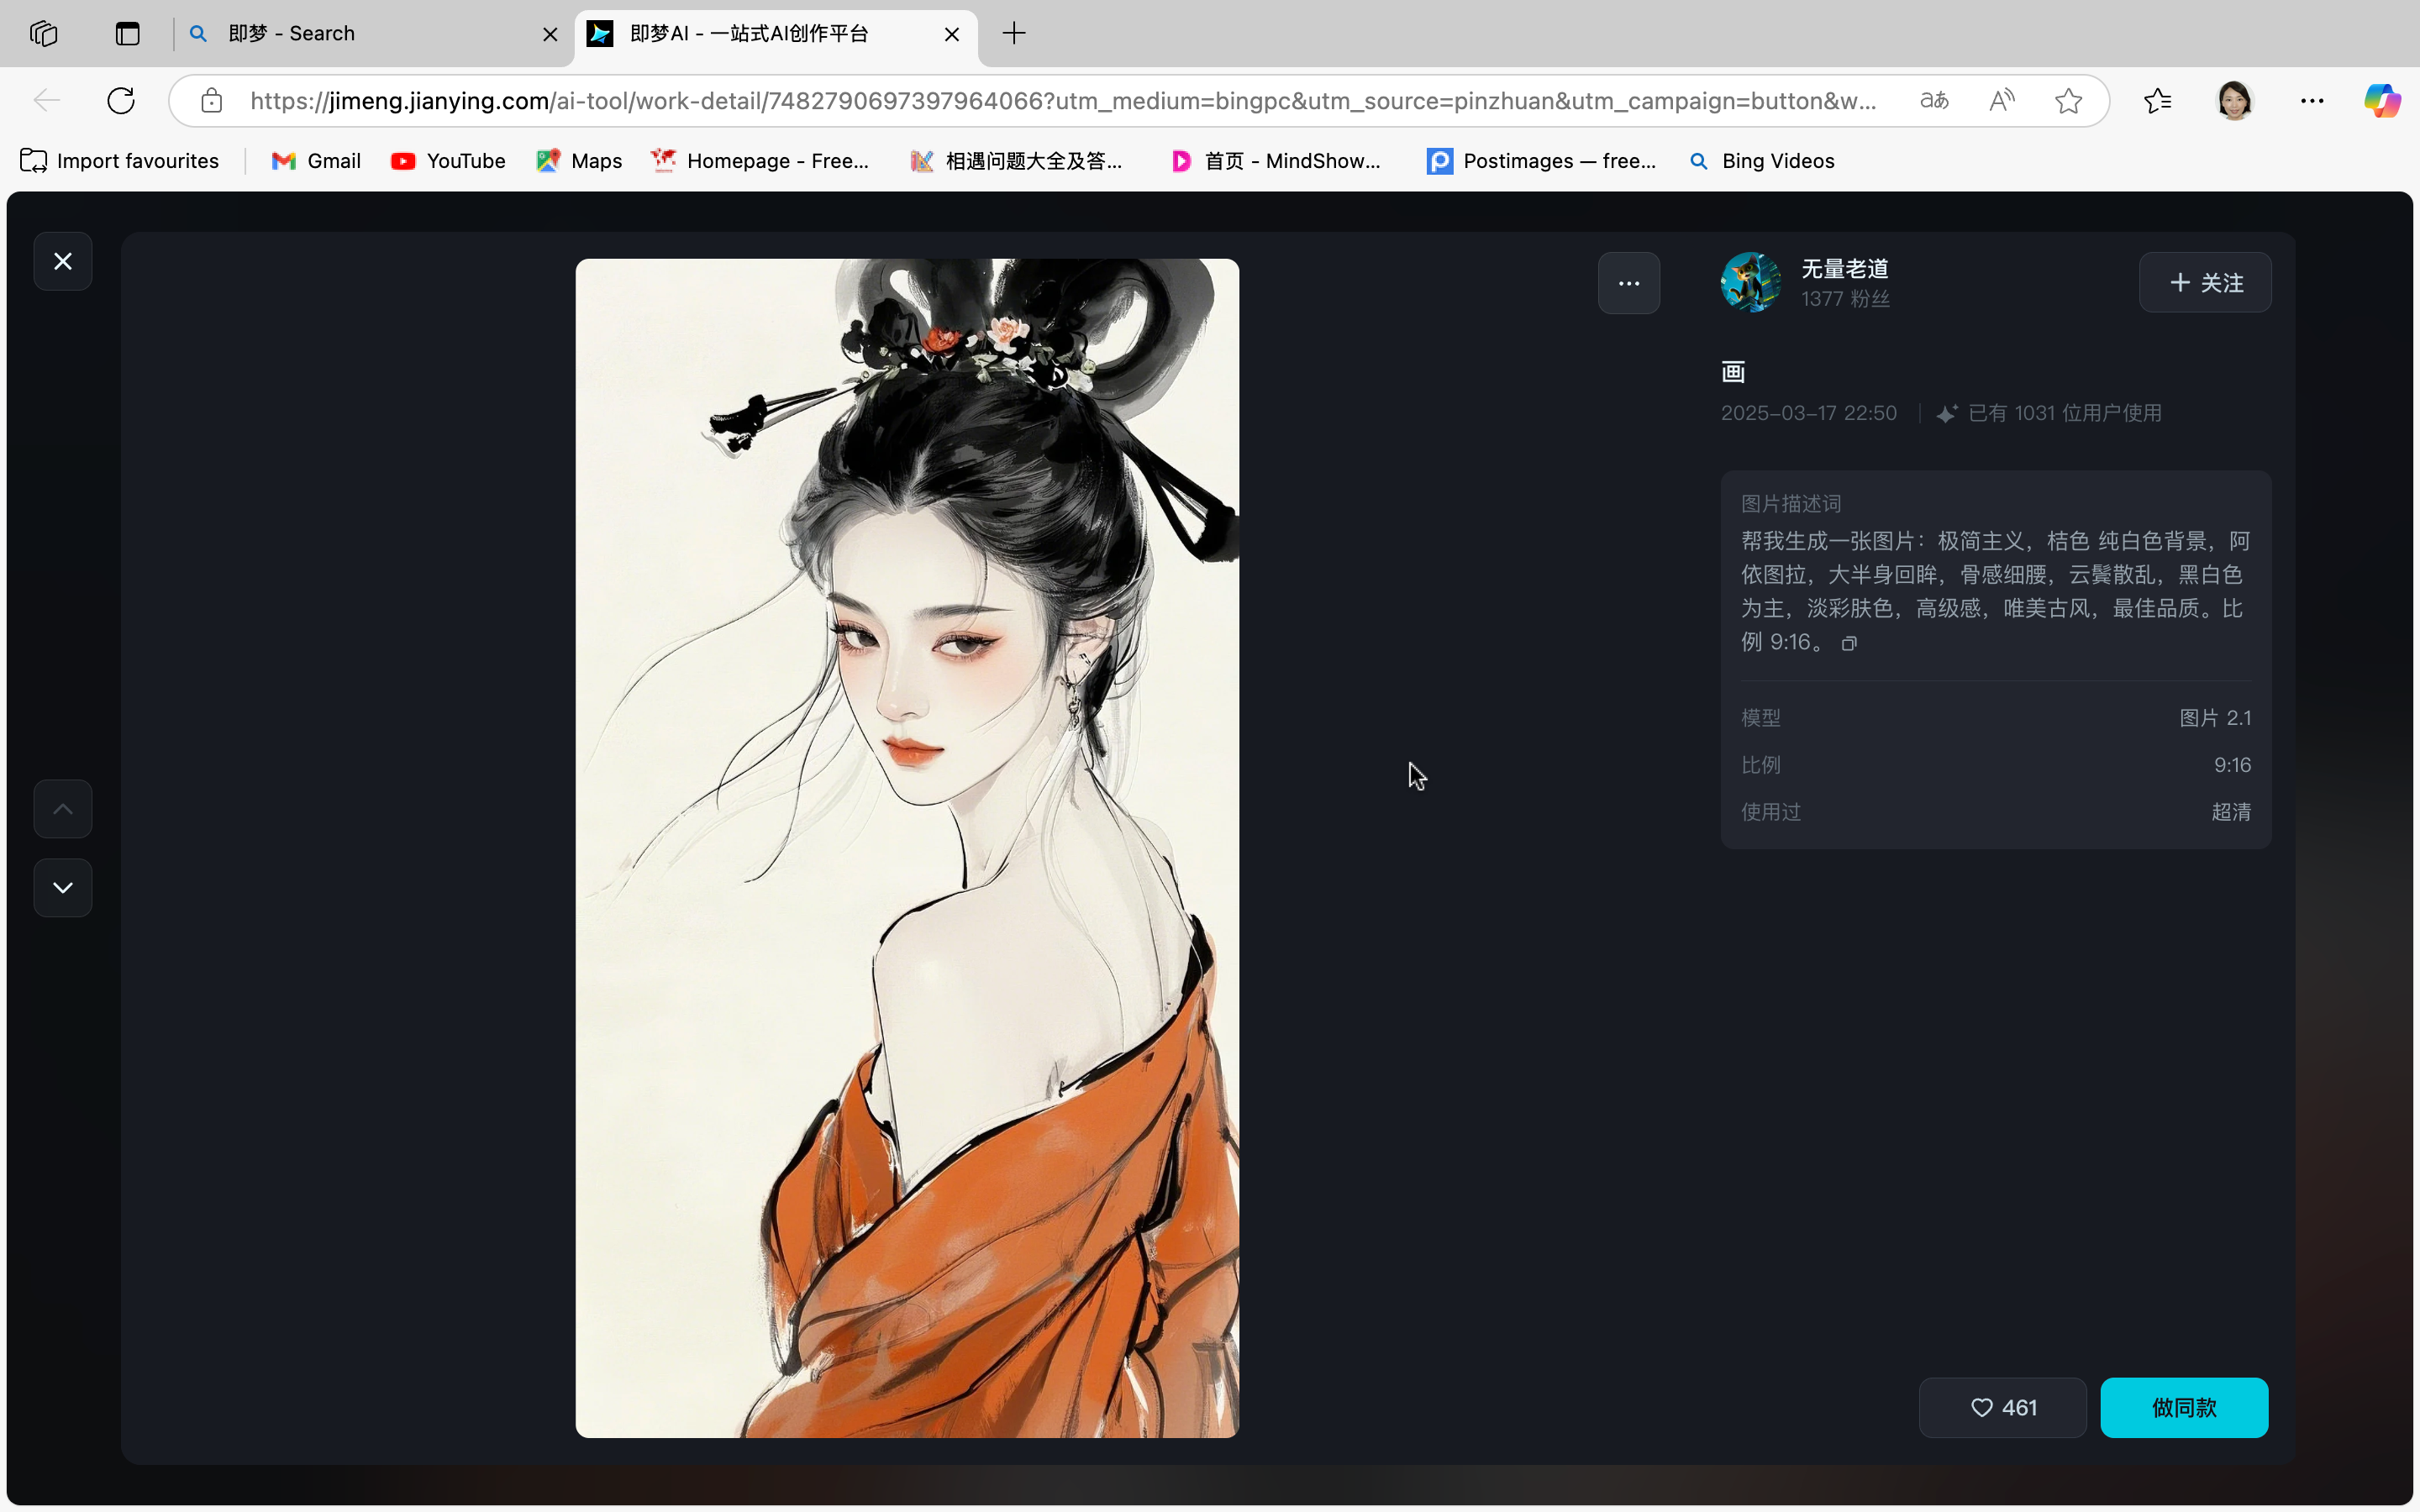 即梦 - Search
即梦AI - 一站式AI创作平台
https://jimeng.jianying.com/ai-tool/work-detail/7482790697397964066?utm_medium=bingpc&utm_source=pinzhuan&utm_campaign=button&w...
aあ
Import favourites
Gmail
YouTube
Maps
Homepage - Free...
相遇问题大全及答...
首页 - MindShow...
Postimages — free...
Bing Videos
无量老道
1377 粉丝
关注
画
2025-03-17 22:50
已有 1031 位用户使用
图片描述词
帮我生成一张图片：极简主义，桔色 纯白色背景，阿
依图拉，大半身回眸，骨感细腰，云鬓散乱，黑白色
为主，淡彩肤色，高级感，唯美古风，最佳品质。比
例 9:16。
模型
图片 2.1
比例
9:16
使用过
超清
461
做同款